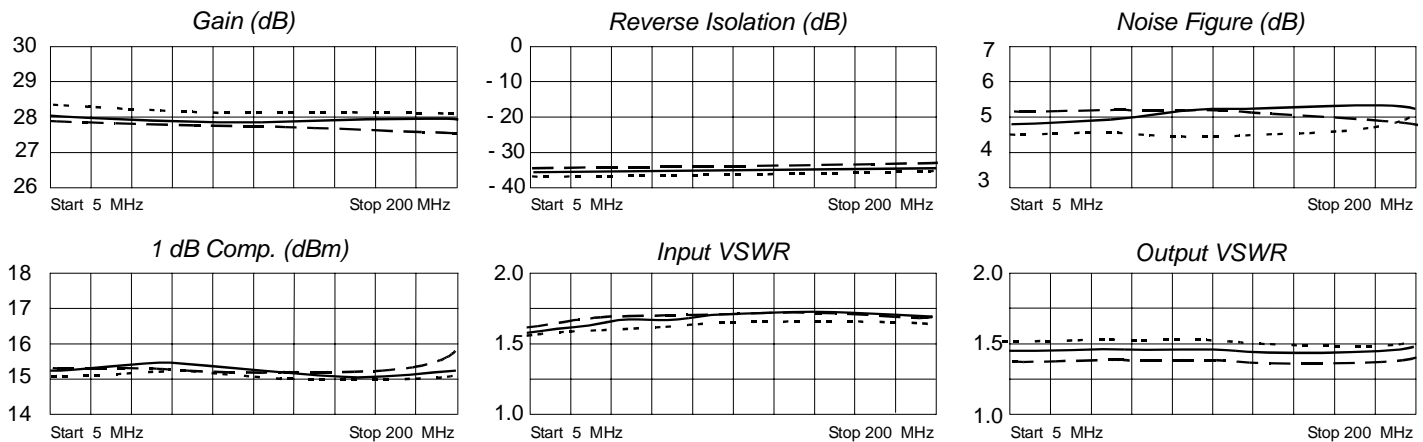 Gain (dB)
30
29
28
27
26
Start 5 MHz
Stop 200 MHz
Reverse Isolation (dB)
0
- 10
- 20
- 30
- 40
Start 5 MHz
Stop 200 MHz
Noise Figure (dB)
7
6
5
4
3
Start 5 MHz
Stop 200 MHz
1 dB Comp. (dBm)
18
17
16
15
14
Start 5 MHz
Stop 200 MHz
Input VSWR
2.0
1.5
1.0
Start 5 MHz
Stop 200 MHz
Output VSWR
2.0
1.5
1.0
Start 5 MHz
Stop 200 MHz